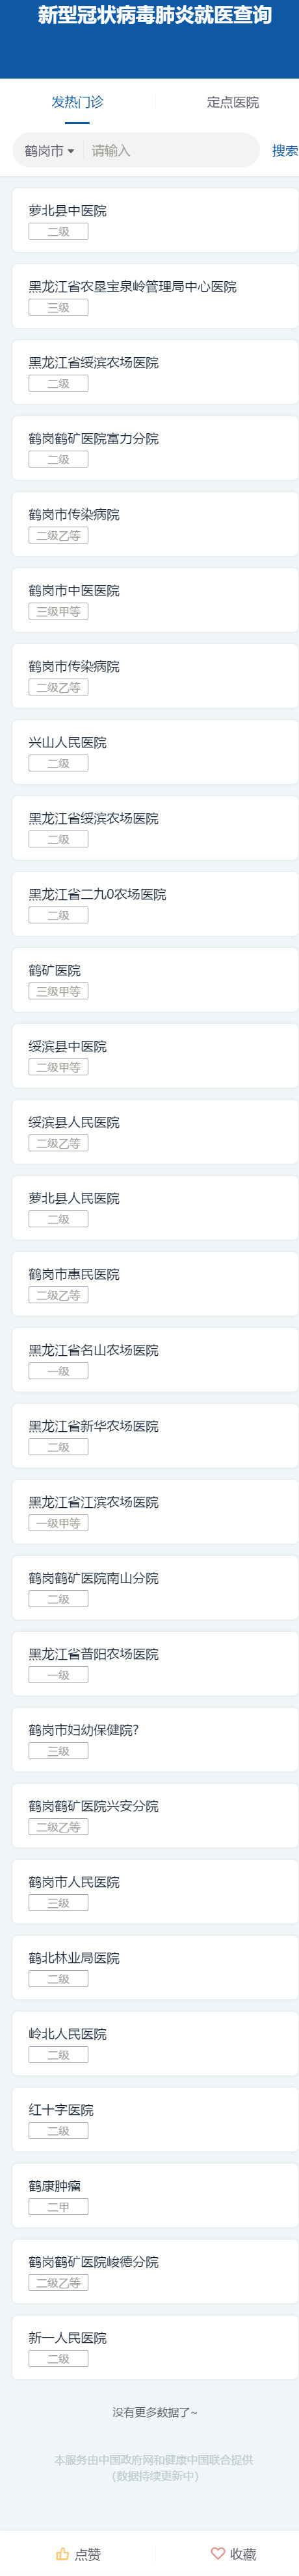 新型冠状病毒肺炎就医查询
发热门诊
定点医院
鹤岗市
请输入
搜索
萝北县中医院
二级
黑龙江省农垦宝泉岭管理局中心医院
三级
黑龙江省绥滨农场医院
二级
鹤岗鹤矿医院富力分院
二级
鹤岗市传染病院
二级乙等
鹤岗市中医医院
三级甲等
鹤岗市传染病院
二级乙等
兴山人民医院
二级
黑龙江省绥滨农场医院
二级
黑龙江省二九0农场医院
二级
鹤矿医院
三级甲等
绥滨县中医院
二级甲等
绥滨县人民医院
二级乙等
萝北县人民医院
二级
鹤岗市惠民医院
二级乙等
黑龙江省名山农场医院
一级
黑龙江省新华农场医院
二级
黑龙江省江滨农场医院
一级甲等
鹤岗鹤矿医院南山分院
二级
黑龙江省普阳农场医院
一级
鹤岗市妇幼保健院?
三级
鹤岗鹤矿医院兴安分院
二级乙等
鹤岗市人民医院
三级
鹤北林业局医院
二级
岭北人民医院
二级
红十字医院
二级
鹤康肿瘤
二甲
鹤岗鹤矿医院峻德分院
二级乙等
新一人民医院
二级
没有更多数据了~
本服务由中国政府网和健康中国联合提供
(数据持续更新中)
点赞
收藏